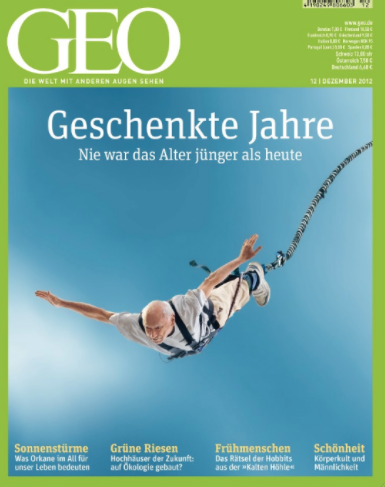 GEO
DIE WELT MIT ANDEREN AUGEN SEHEN
www.geo.de
12 | DEZEMBER 2012
Geschenkte Jahre
Nie war das Alter jünger als heute
Sonnenstürme
Was Orkane im All für
unser Leben bedeuten
Grüne Riesen
Hochhäuser der Zukunft:
auf Ökologie gebaut?
Frühmenschen
Das Rätsel der Hobbits
aus der »Kalten Höhle«
Schönheit
Körperkult und
Männlichkeit